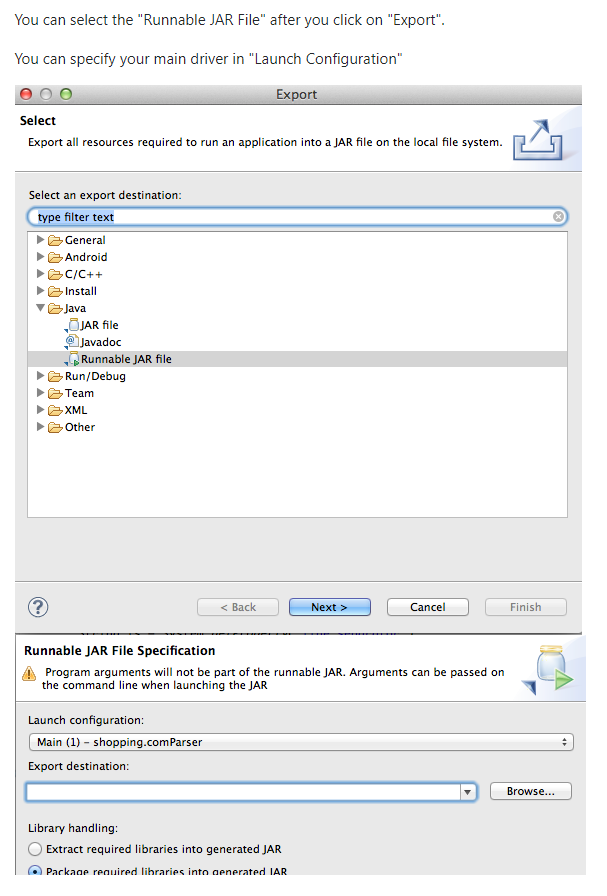 You can select the "Runnable JAR File" after you click on "Export".
You can specify your main driver in "Launch Configuration"
Export
Select
Export all resources required to run an application into a JAR file on the local file system.
Select an export destination:
type filter text
General
Android
C/C++
Install
Java
JAR file
Javadoc
Runnable JAR file
Run/Debug
Team
XML
Other
?
< Back
Next >
Cancel
Finish
Runnable JAR File Specification
Program arguments will not be part of the runnable JAR. Arguments can be passed on
the command line when launching the JAR
Launch configuration:
Main (1) – shopping.comParser
Export destination:
Browse...
Library handling:
Extract required libraries into generated JAR
Package required libraries into generated JAR